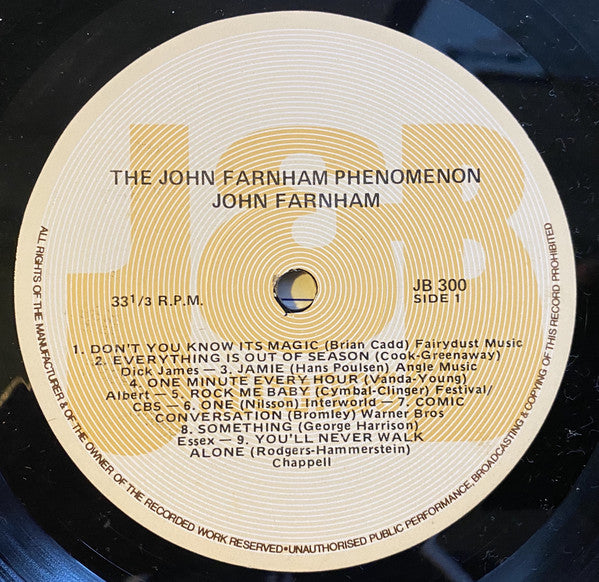 J&B
THE JOHN FARNHAM PHENOMENON
JOHN FARNHAM
33 1/3 R.P.M.
JB 300
SIDE 1
1. DON'T YOU KNOW ITS MAGIC (Brian Cadd) Fairydust Music
2. EVERYTHING IS OUT OF SEASON (Cook-Greenaway)
Dick James — 3. JAMIE (Hans Poulsen) Angle Music
4. ONE MINUTE EVERY HOUR (Vanda-Young)
Albert — 5. ROCK ME BABY (Cymbal-Clinger) Festival/
CBS — 6. ONE (Nilson) Interworld — 7. COMIC
CONVERSATION (Bromley) Warner Bros
8. SOMETHING (George Harrison)
Essex — 9. YOU'LL NEVER WALK
ALONE (Rodgers-Hammerstein)
Chappell
ALL RIGHTS OF THE MANUFACTURER & OF THE OWNER OF THE RECORDED WORK RESERVED•UNAUTHORISED PUBLIC PERFORMANCE, BROADCASTING & COPYING OF THIS RECORD PROHIBITED